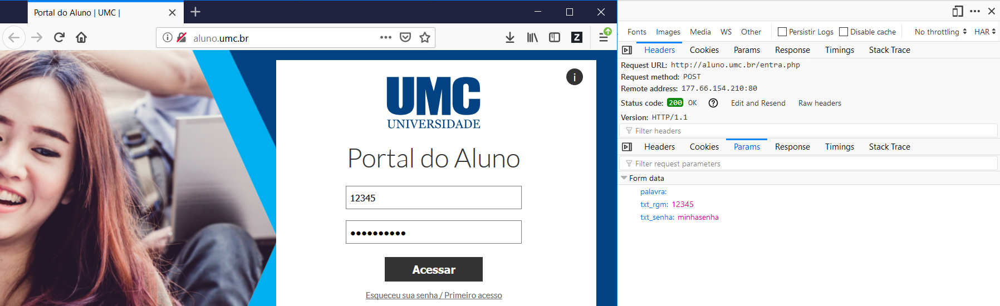 Portal do Aluno | UMC |
aluno.umc.br
UMC
UNIVERSIDADE
Portal do Aluno
12345
Acessar
Esqueceu sua senha / Primeiro acesso
Fonts Images Media WS Other Persistir Logs Disable cache No throttling HAR
Headers Cookies Params Response Timings Stack Trace
Request URL: http://aluno.umc.br/entra.php
Request method: POST
Remote address: 177.66.154.210:80
Status code: 200 OK Edit and Resend Raw headers
Version: HTTP/1.1
Filter headers
Headers Cookies Params Response Timings Stack Trace
Filter request parameters
Form data
palavra:
txt_rgm: 12345
txt_senha: minhasenha